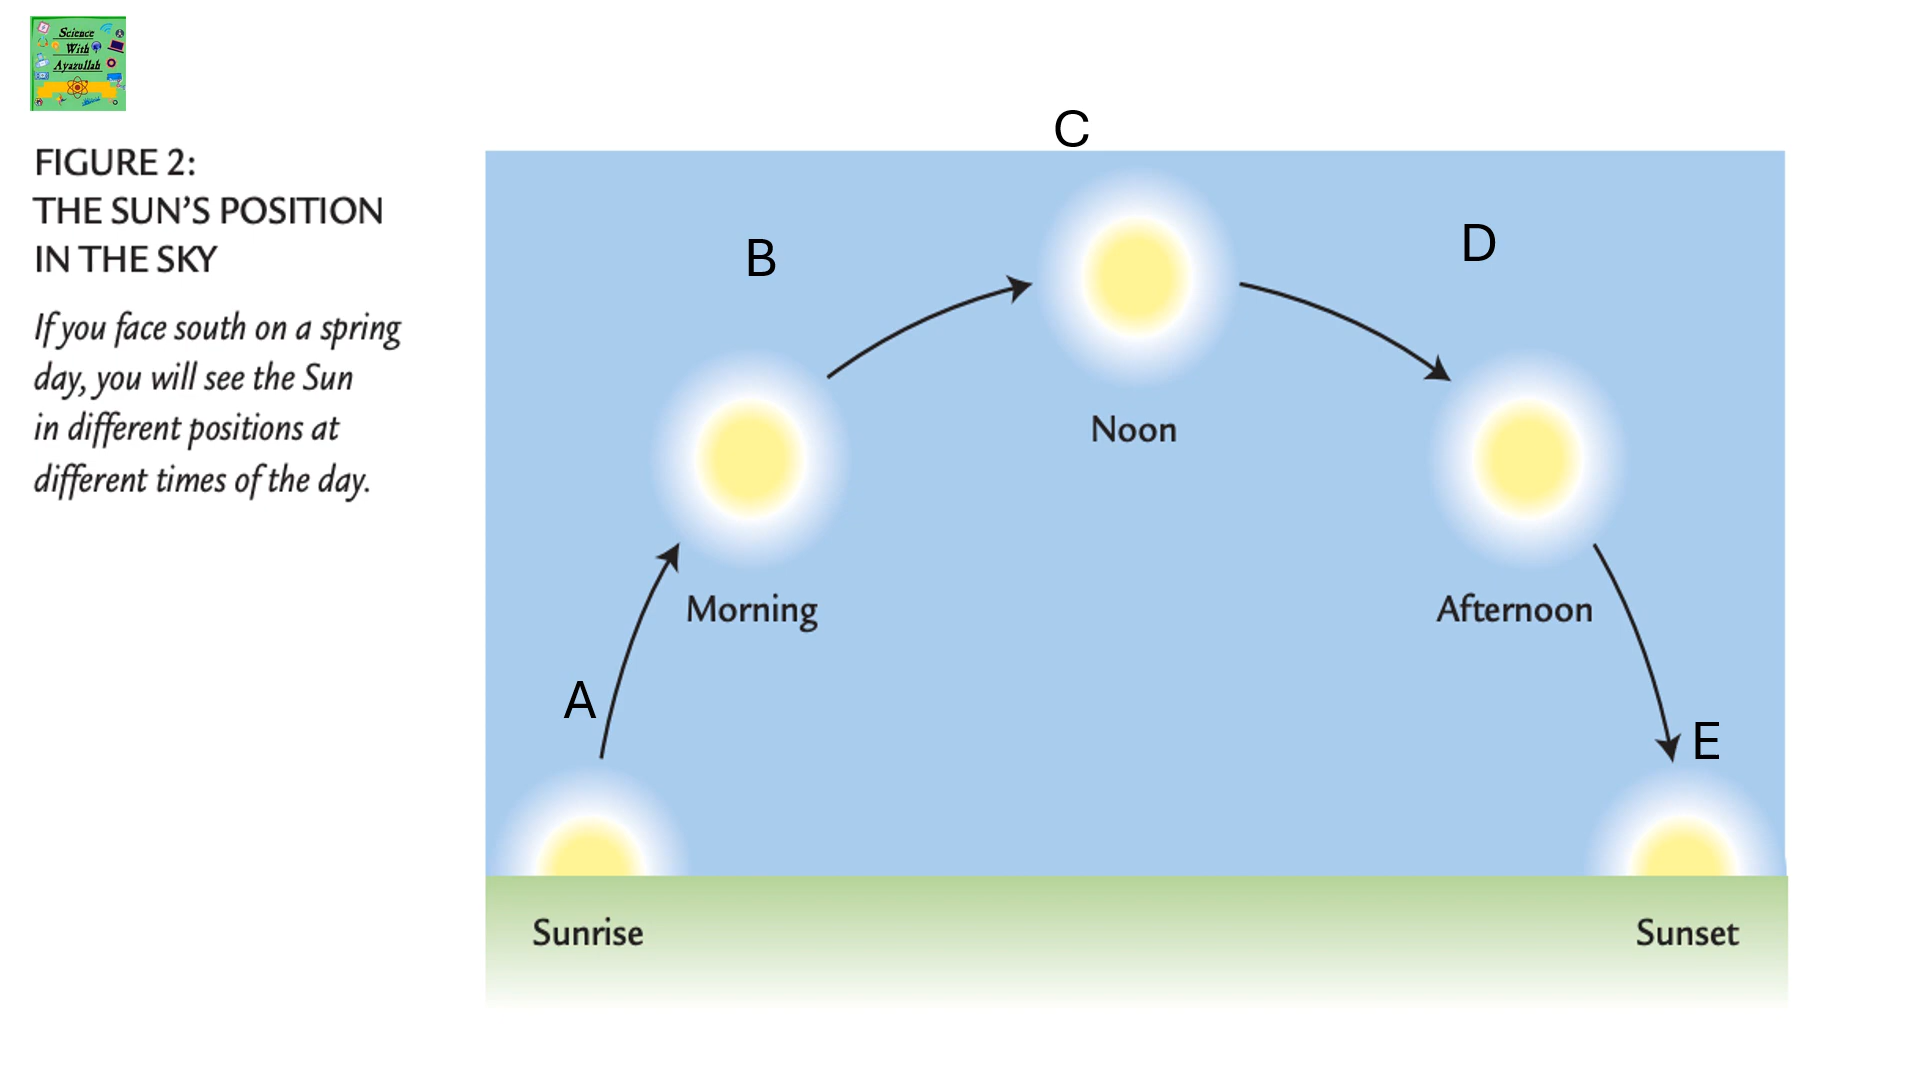 Science
With
Ayazullah
FIGURE 2:
THE SUN'S POSITION
IN THE SKY
If you face south on a spring
day, you will see the Sun
in different positions at
different times of the day.
C
B
D
Noon
Morning
Afternoon
A
E
Sunrise
Sunset